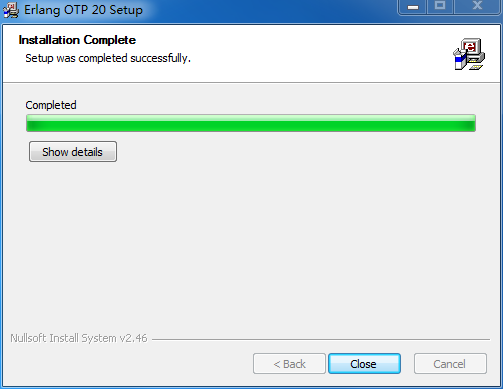 Erlang OTP 20 Setup
Installation Complete
Setup was completed successfully.
Completed
Show details
Nullsoft Install System v2.46
< Back
Close
Cancel